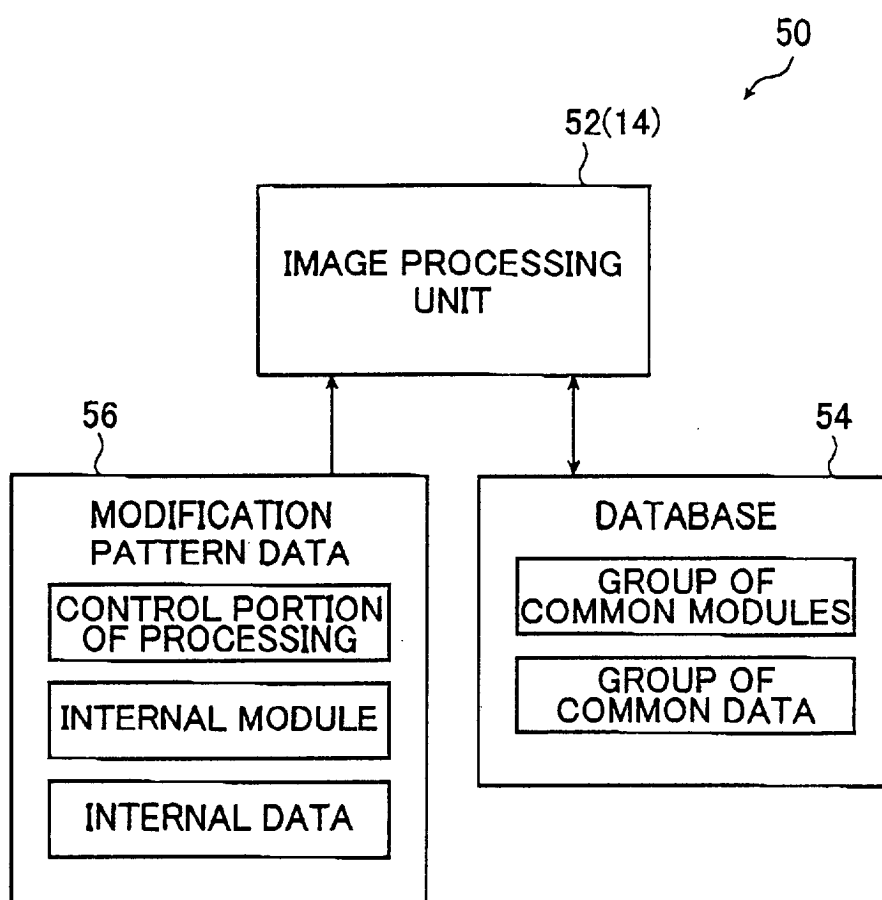 50
52(14)
IMAGE PROCESSING
UNIT
56
MODIFICATION
PATTERN DATA
CONTROL PORTION
OF PROCESSING
INTERNAL MODULE
INTERNAL DATA
54
DATABASE
GROUP OF
COMMON MODULES
GROUP OF
COMMON DATA